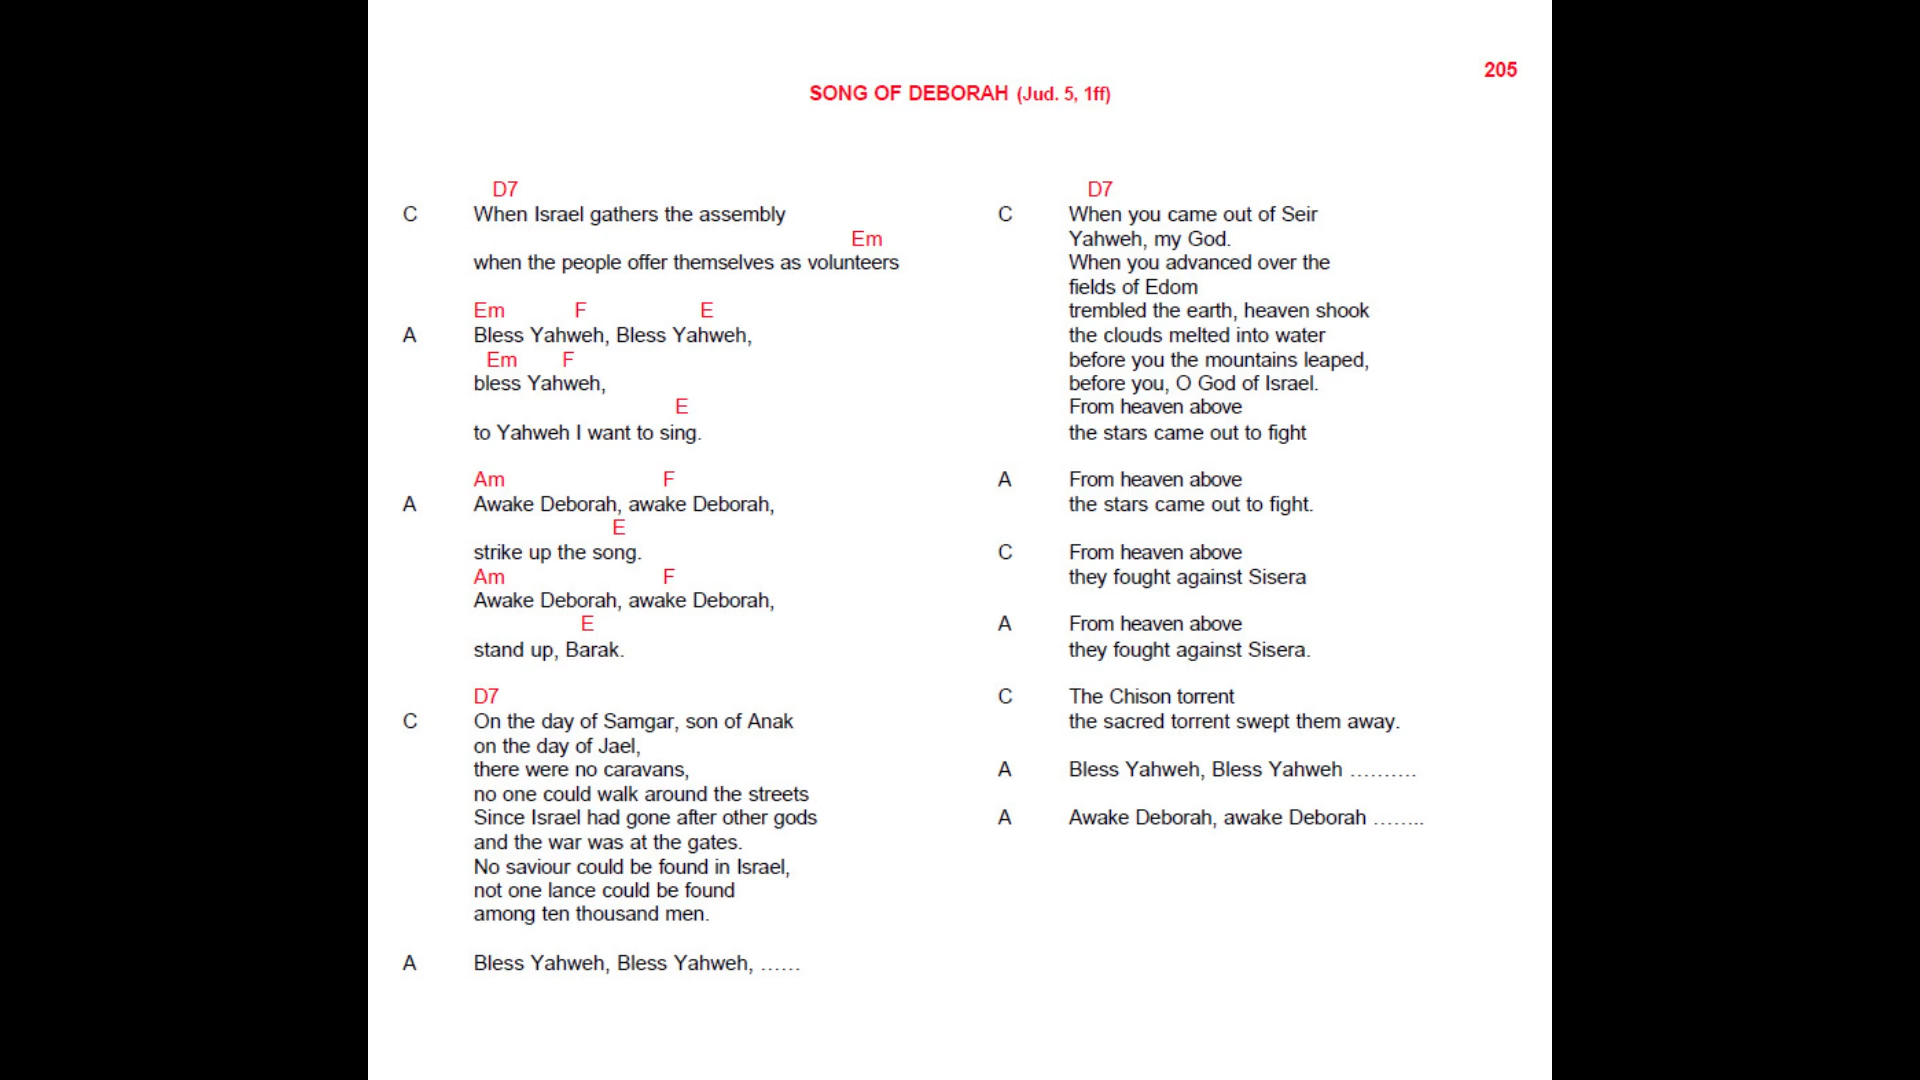 205
SONG OF DEBORAH (Jud. 5, 1ff)
D7
C When Israel gathers the assembly
Em
when the people offer themselves as volunteers
Em F E
A Bless Yahweh, Bless Yahweh,
Em F
bless Yahweh,
E
to Yahweh I want to sing.
Am F
A Awake Deborah, awake Deborah,
E
strike up the song.
Am F
Awake Deborah, awake Deborah,
E
stand up, Barak.
D7
C On the day of Samgar, son of Anak
on the day of Jael,
there were no caravans,
no one could walk around the streets
Since Israel had gone after other gods
and the war was at the gates.
No saviour could be found in Israel,
not one lance could be found
among ten thousand men.
A Bless Yahweh, Bless Yahweh, ......
D7
C When you came out of Seir
Yahweh, my God.
When you advanced over the
fields of Edom
trembled the earth, heaven shook
the clouds melted into water
before you the mountains leaped,
before you, O God of Israel.
From heaven above
the stars came out to fight
A From heaven above
the stars came out to fight.
C From heaven above
they fought against Sisera
A From heaven above
they fought against Sisera.
C The Chison torrent
the sacred torrent swept them away.
A Bless Yahweh, Bless Yahweh ..........
A Awake Deborah, awake Deborah ........